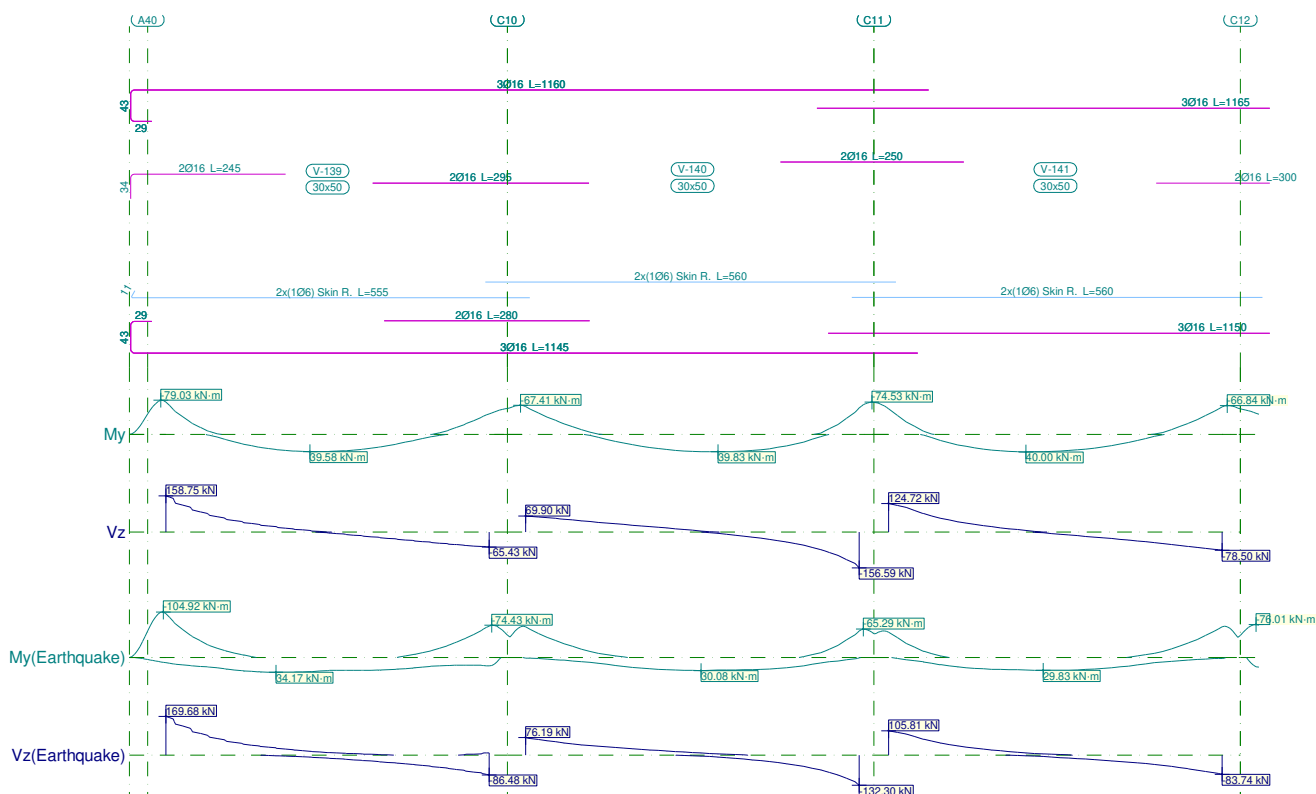 A40
C10
C11
C12
3Ø16 L=1160
43
29
3Ø16 L=1165
2Ø16 L=245
34
V-139
30x50
2Ø16 L=295
V-140
30x50
2Ø16 L=250
V-141
30x50
2Ø16 L=300
2x(1Ø6) Skin R. L=560
11
2x(1Ø6) Skin R. L=555
2x(1Ø6) Skin R. L=560
29
43
2Ø16 L=280
3Ø16 L=1150
3Ø16 L=1145
My
-79.03 kN·m
-67.41 kN·m
-74.53 kN·m
-66.84 kN·m
39.58 kN·m
39.83 kN·m
40.00 kN·m
Vz
158.75 kN
-65.43 kN
69.90 kN
-156.59 kN
124.72 kN
-78.50 kN
My(Earthquake)
-104.92 kN·m
-74.43 kN·m
-65.29 kN·m
-76.01 kN·m
34.17 kN·m
30.08 kN·m
29.83 kN·m
Vz(Earthquake)
169.68 kN
-86.48 kN
76.19 kN
-132.30 kN
105.81 kN
-83.74 kN